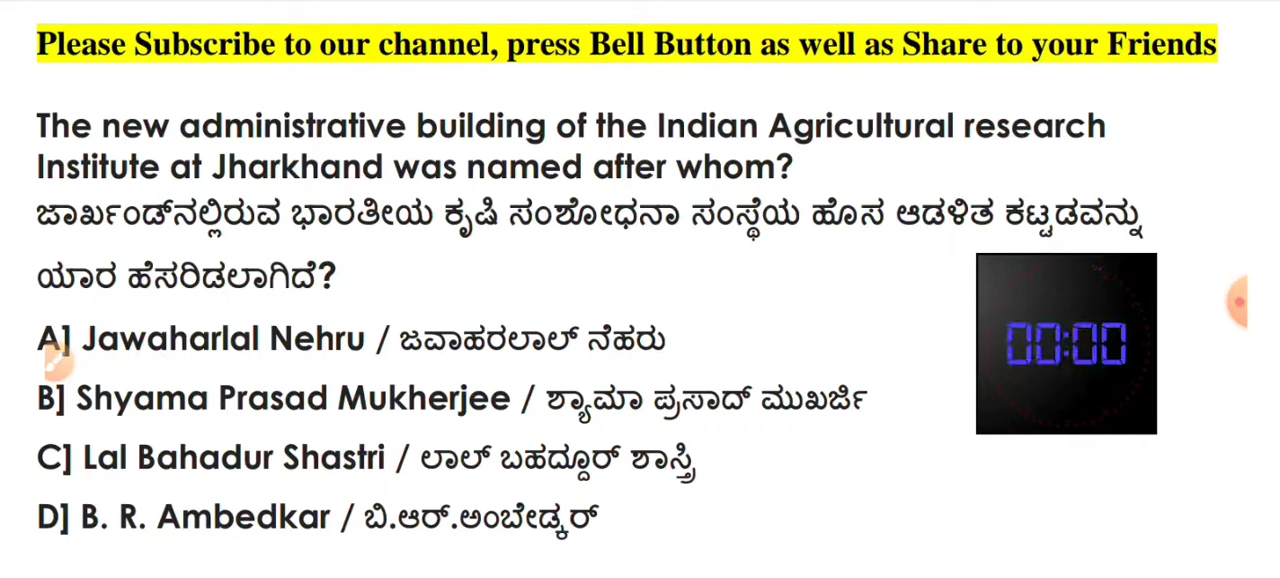 Please Subscribe to our channel, press Bell Button as well as Share to your Friends
The new administrative building of the Indian Agricultural research
Institute at Jharkhand was named after whom?
ಜಾರ್ಖಂಡ್‌ನಲ್ಲಿರುವ ಭಾರತೀಯ ಕೃಷಿ ಸಂಶೋಧನಾ ಸಂಸ್ಥೆಯ ಹೊಸ ಆಡಳಿತ ಕಟ್ಟಡವನ್ನು
ಯಾರ ಹೆಸರಿಡಲಾಗಿದೆ?
A] Jawaharlal Nehru / ಜವಾಹರಲಾಲ್ ನೆಹರು
00:00
B] Shyama Prasad Mukherjee / ಶ್ಯಾಮಾ ಪ್ರಸಾದ್ ಮುಖರ್ಜಿ
C] Lal Bahadur Shastri / ಲಾಲ್ ಬಹದ್ದೂರ್ ಶಾಸ್ತ್ರಿ
D] B. R. Ambedkar / ಬಿ.ಆರ್.ಅಂಬೇಡ್ಕರ್